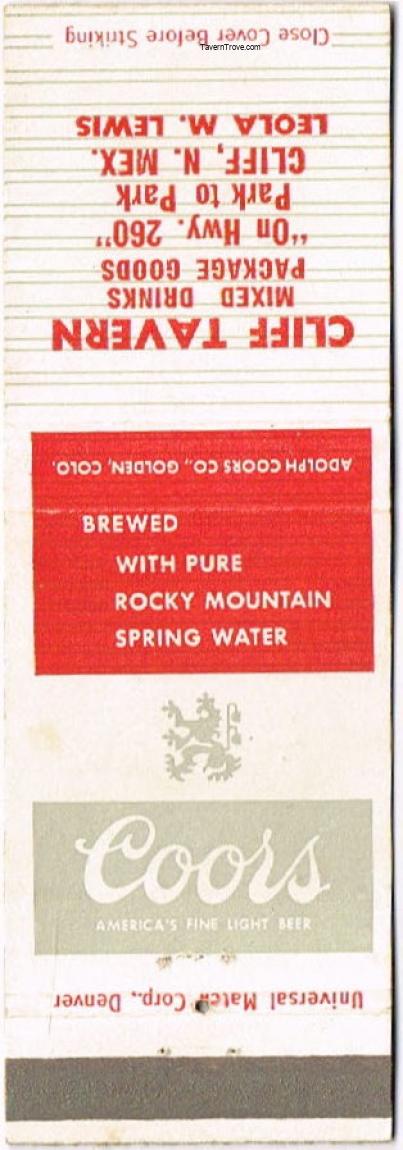 Close Cover Before Striking
TavernTrove.com
CLIFF TAVERN
MIXED DRINKS
PACKAGE GOODS
"On Hwy. 260"
Park to Park
CLIFF, N. MEX.
LEOLA M. LEWIS
ADOLPH COORS CO., GOLDEN, COLO.
BREWED
WITH PURE
ROCKY MOUNTAIN
SPRING WATER
Coors
AMERICA'S FINE LIGHT BEER
Universal Match Corp., Denver